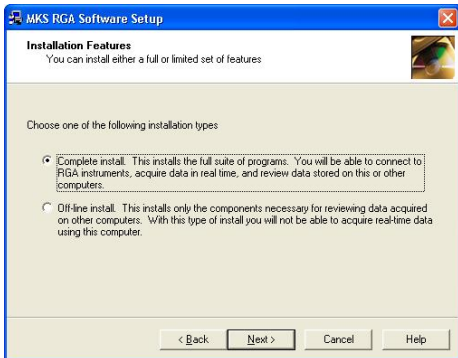 MKS RGA Software Setup
Installation Features
You can install either a full or limited set of features
Choose one of the following installation types
Complete install. This installs the full suite of programs. You will be able to connect to
RGA instruments, acquire data in real time, and review data stored on this or other
computers.
Off-line install. This installs only the components necessary for reviewing data acquired
on other computers. With this type of install you will not be able to acquire real-time data
using this computer.
< Back
Next >
Cancel
Help